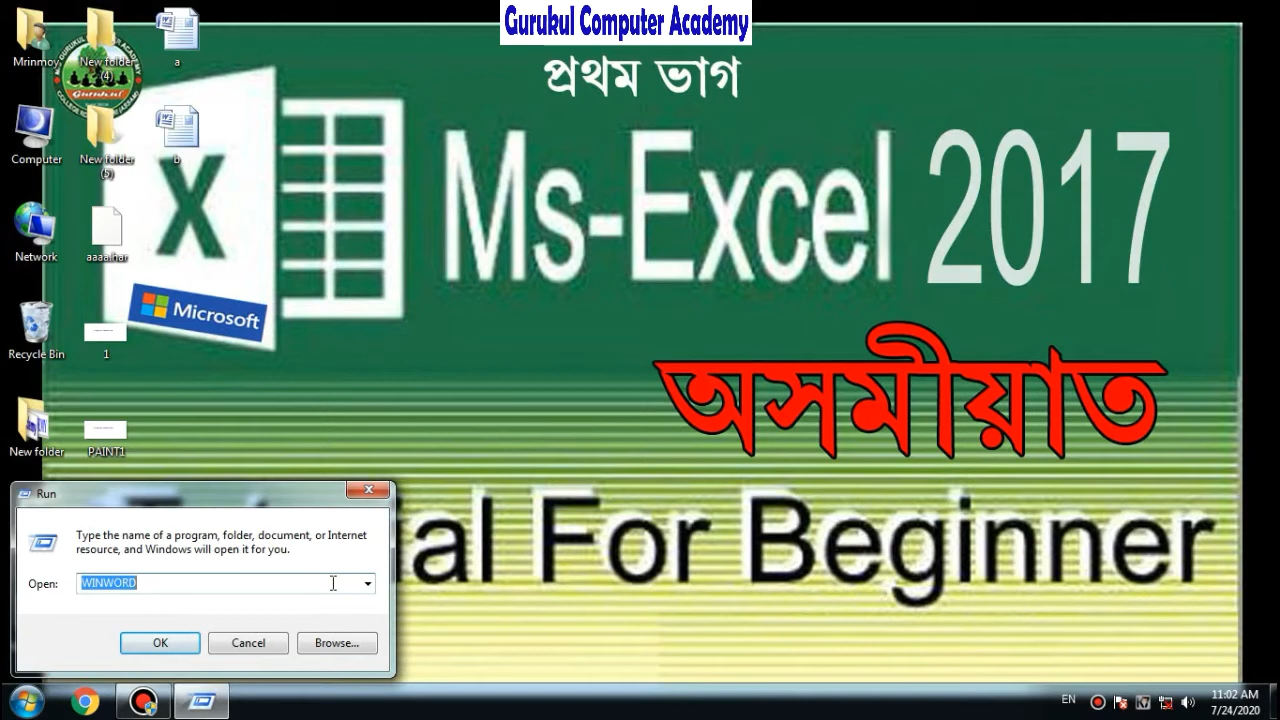 Gurukul Computer Academy
প্ৰথম ভাগ
Ms-Excel 2017
Microsoft
অসমীয়াত
al For Beginner
Mrinmoy
New folder
(4)
a
Computer
New folder
(5)
b
Network
aaaa.har
Recycle Bin
1
New folder
PAINT1
Run
Type the name of a program, folder, document, or Internet
resource, and Windows will open it for you.
Open: WINWORD
OK Cancel Browse...
EN
11:02 AM
7/24/2020